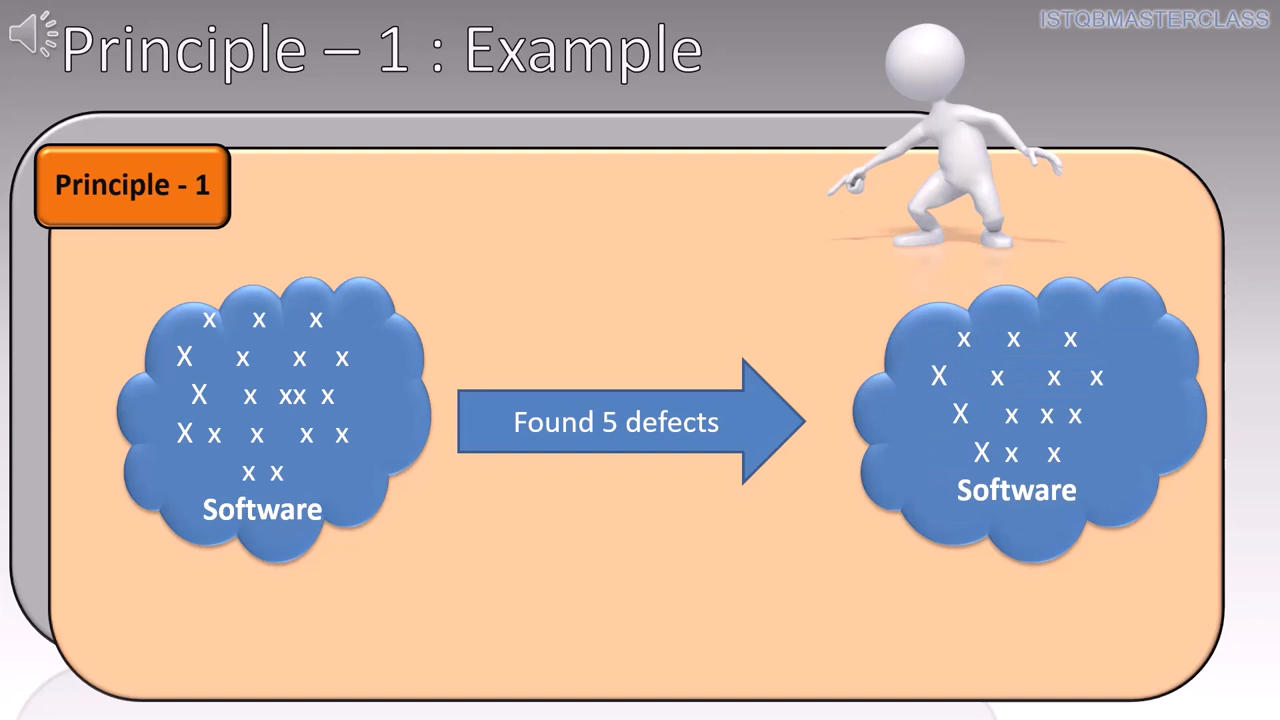 ISTQBMASTERCLASS
Principle – 1 : Example
Principle - 1
x x x
X x x x
X x xx x
X x x x x
x x
Software
Found 5 defects
x x x
X x x x
X x x x
X x x
Software